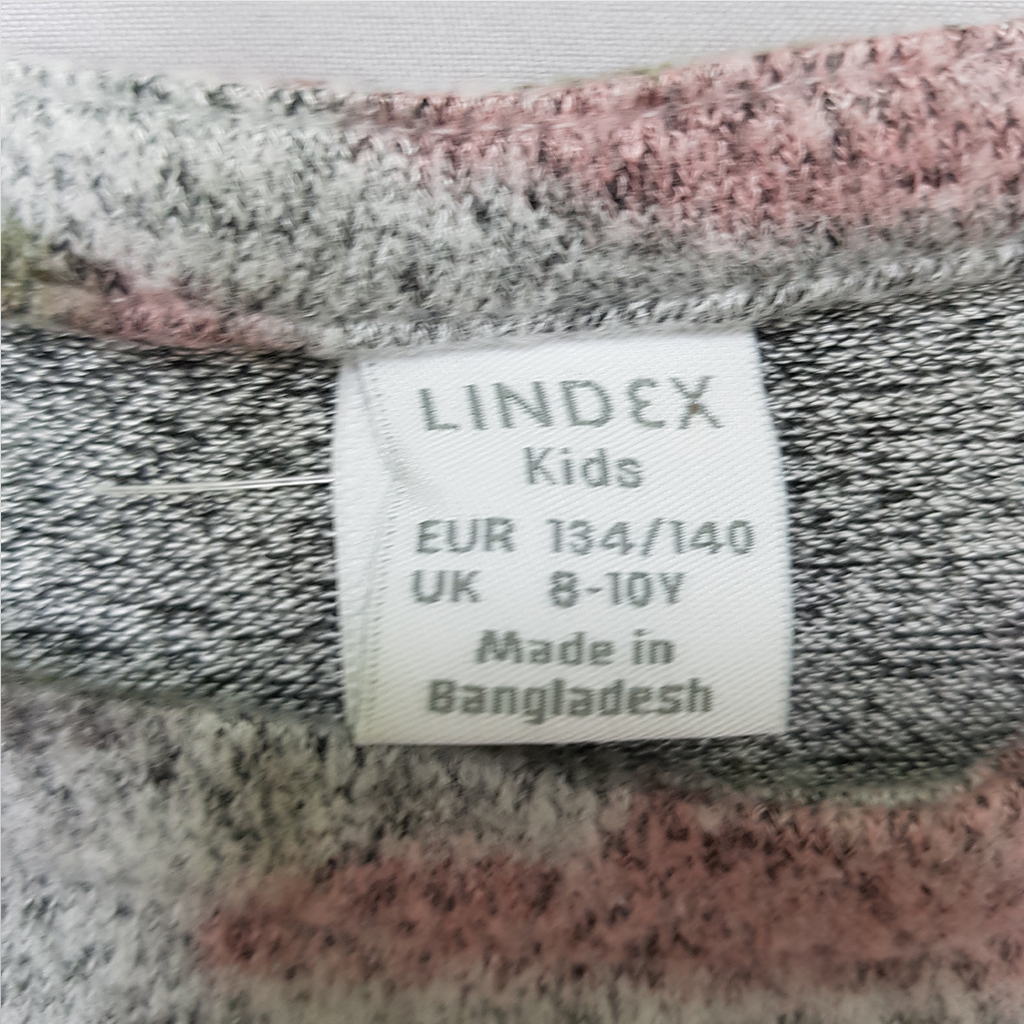 LINDEX
Kids
EUR 134/140
UK 8-10Y
Made in
Bangladesh